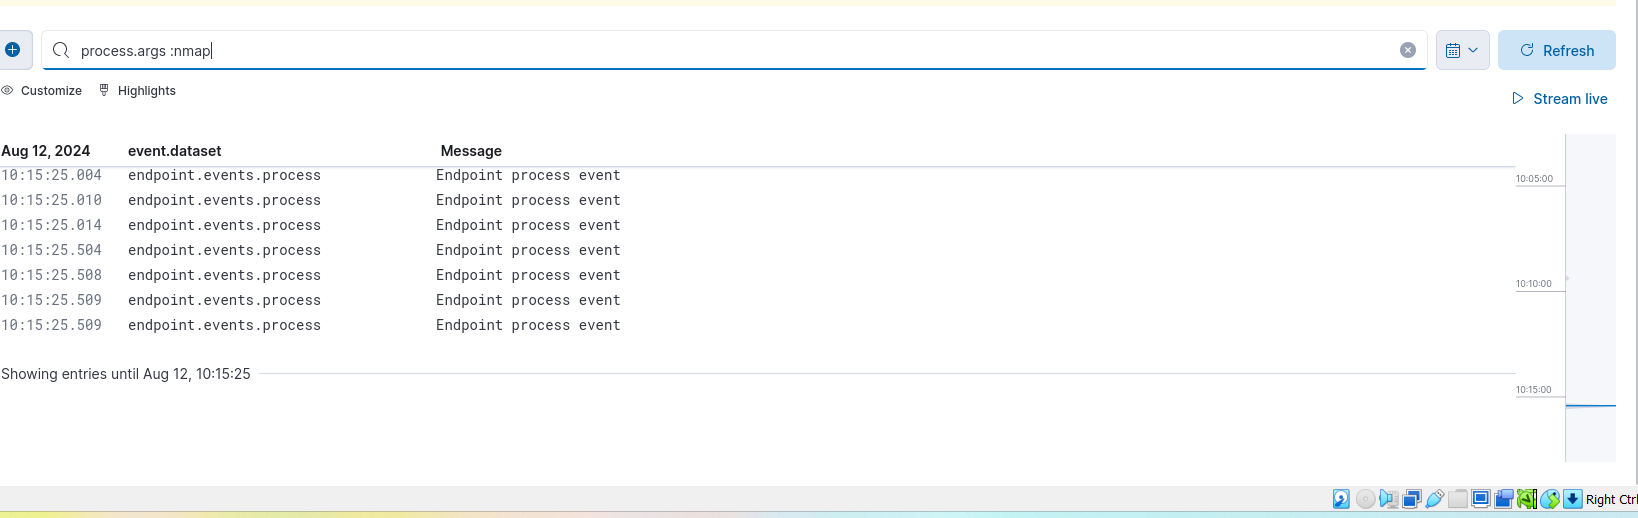 process.args :nmap
Refresh
Customize Highlights
Stream live
Aug 12, 2024 event.dataset Message
10:15:25.004 endpoint.events.process Endpoint process event
10:15:25.010 endpoint.events.process Endpoint process event
10:15:25.014 endpoint.events.process Endpoint process event
10:15:25.504 endpoint.events.process Endpoint process event
10:15:25.508 endpoint.events.process Endpoint process event
10:15:25.509 endpoint.events.process Endpoint process event
10:15:25.509 endpoint.events.process Endpoint process event
Showing entries until Aug 12, 10:15:25
10:05:00
10:10:00
10:15:00
Right Ctrl